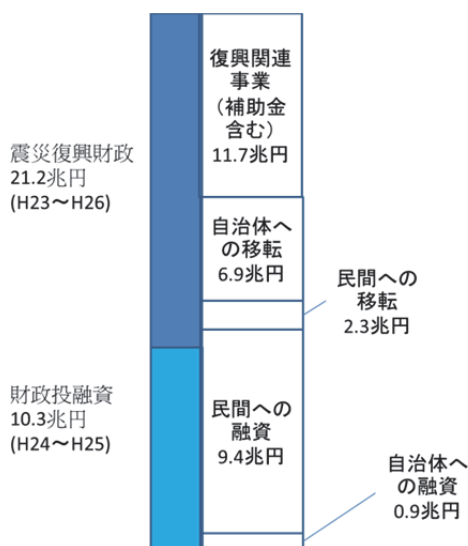 震災復興財政
21.2兆円
(H23～H26)
復興関連
事業
（補助金
含む）
11.7兆円
自治体へ
の移転
6.9兆円
民間への
移転
2.3兆円
財政投融資
10.3兆円
(H24～H25)
民間への
融資
9.4兆円
自治体へ
の融資
0.9兆円